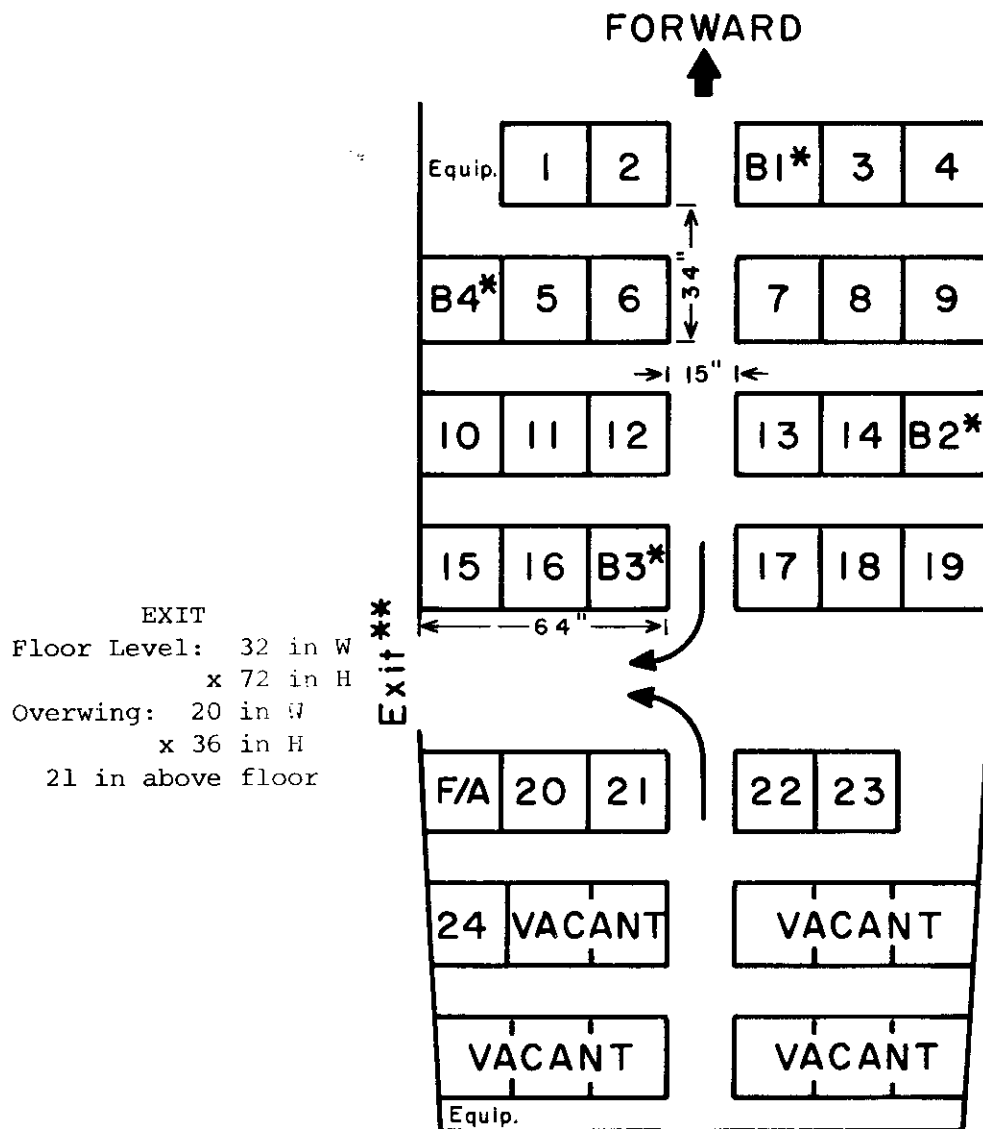 FORWARD
Equip. 1 2 B1* 3 4
34"
B4* 5 6 7 8 9
15"
10 11 12 13 14 B2*
15 16 B3* 17 18 19
64"
Exit**
EXIT
Floor Level: 32 in W
x 72 in H
Overwing: 20 in W
x 36 in H
21 in above floor
F/A 20 21 22 23
24 VACANT VACANT
VACANT VACANT
Equip.